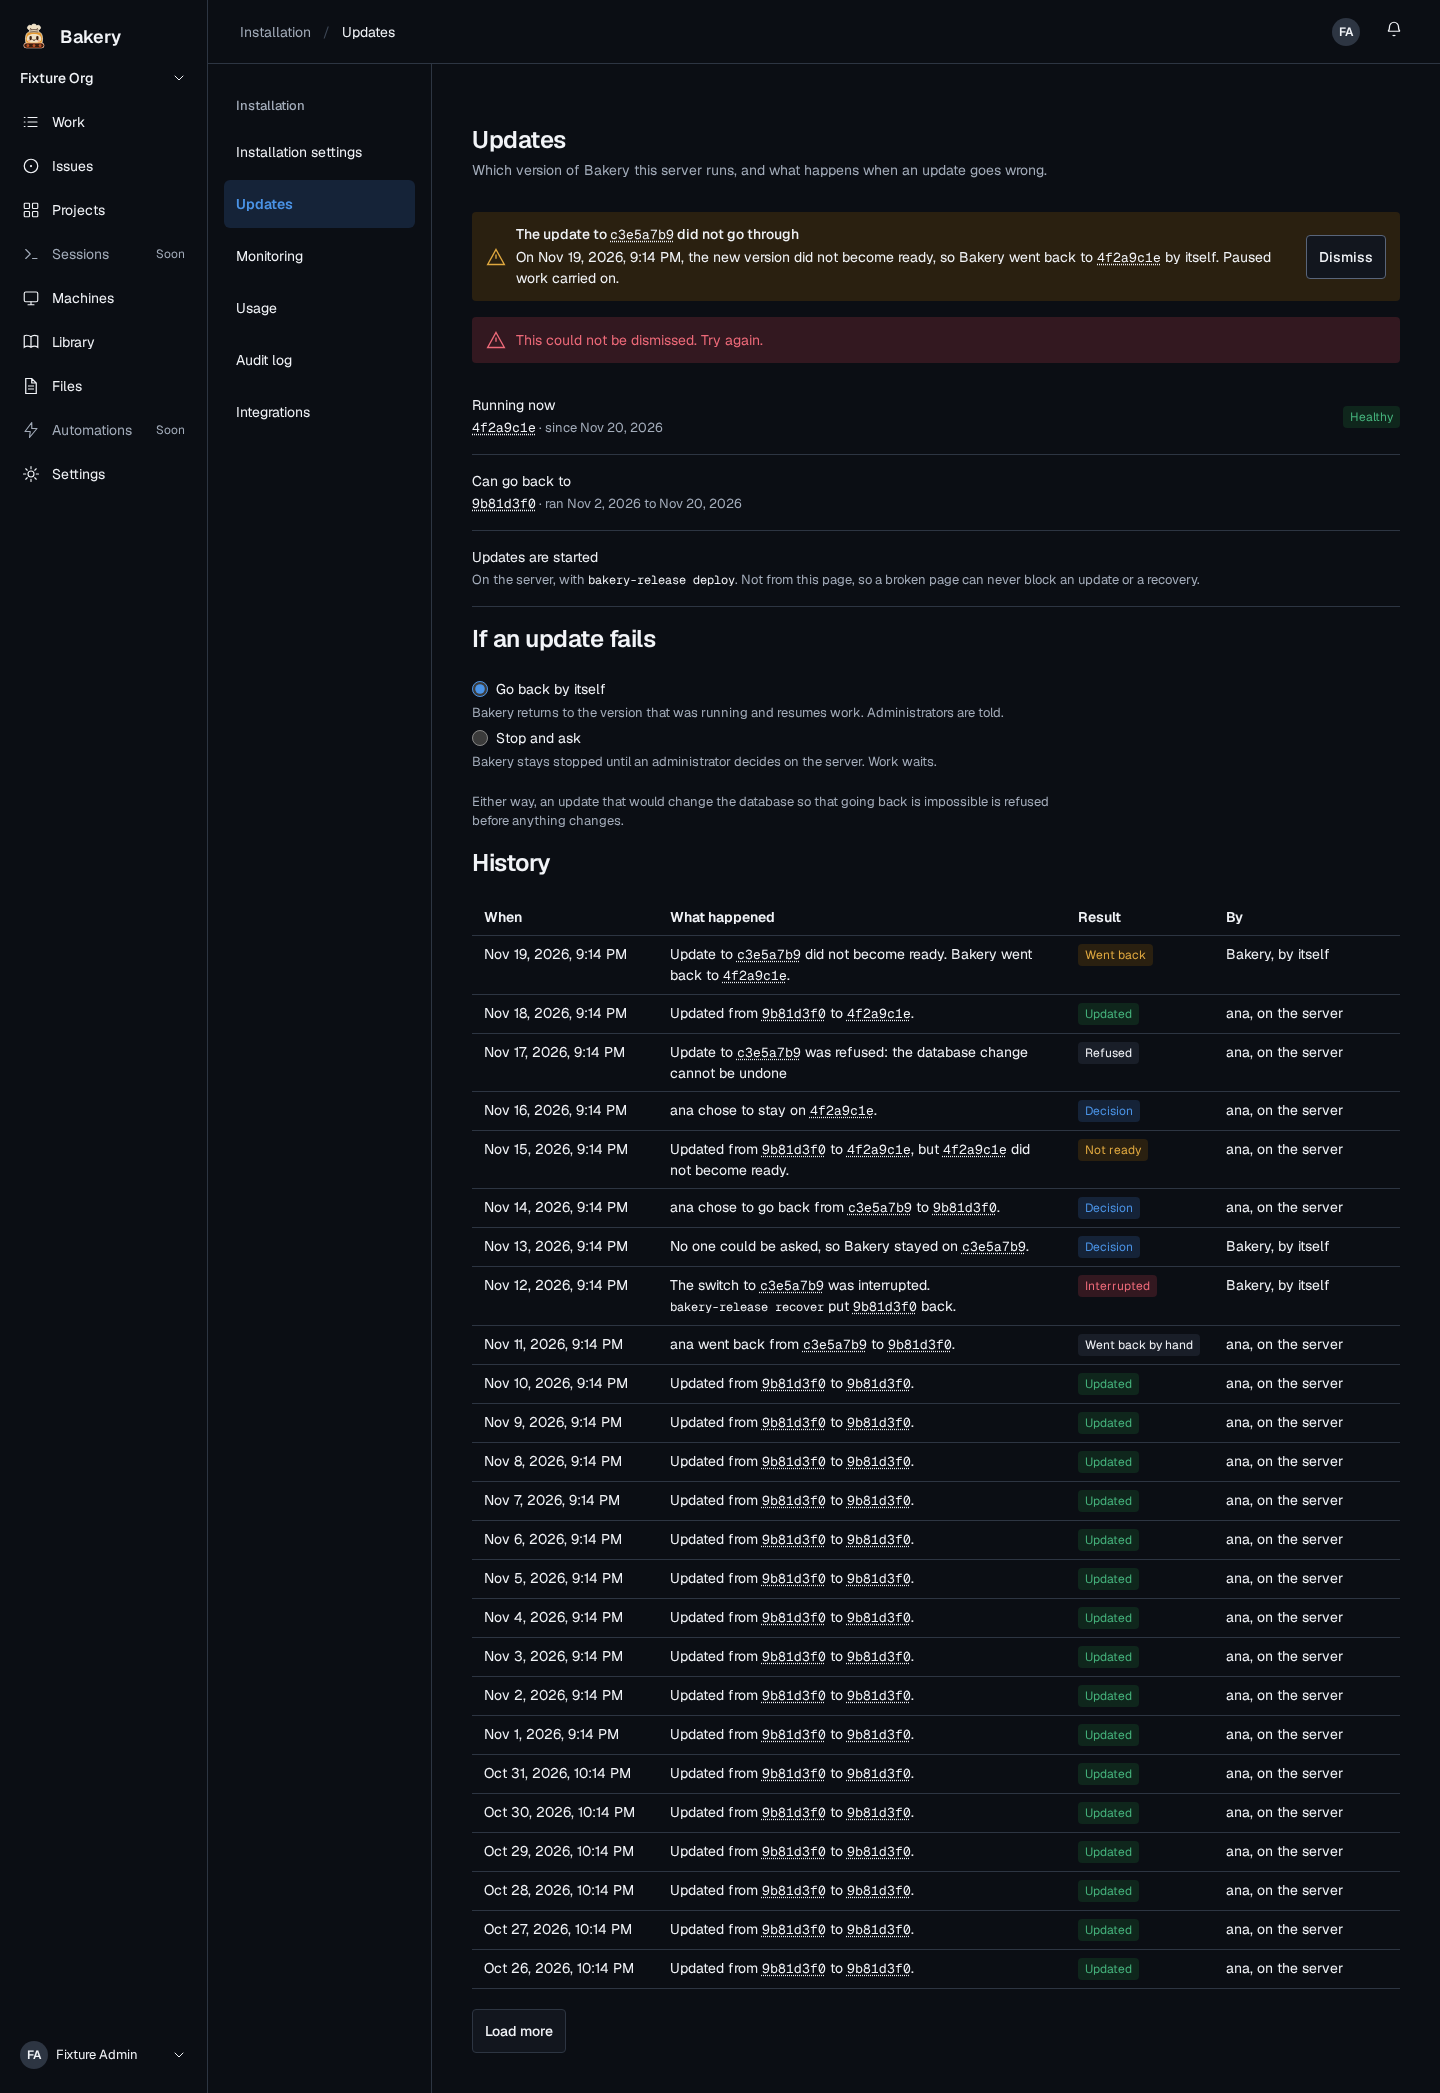 Bakery
Fixture Org
Work
Issues
Projects
Sessions Soon
Machines
Library
Files
Automations Soon
Settings
FA Fixture Admin
Installation / Updates
FA
Installation
Installation settings
Updates
Monitoring
Usage
Audit log
Integrations
Updates
Which version of Bakery this server runs, and what happens when an update goes wrong.
The update to c3e5a7b9 did not go through
On Nov 19, 2026, 9:14 PM, the new version did not become ready, so Bakery went back to 4f2a9c1e by itself. Paused
work carried on.
Dismiss
This could not be dismissed. Try again.
Running now
4f2a9c1e · since Nov 20, 2026
Healthy
Can go back to
9b81d3f0 · ran Nov 2, 2026 to Nov 20, 2026
Updates are started
On the server, with bakery-release deploy. Not from this page, so a broken page can never block an update or a recovery.
If an update fails
Go back by itself
Bakery returns to the version that was running and resumes work. Administrators are told.
Stop and ask
Bakery stays stopped until an administrator decides on the server. Work waits.
Either way, an update that would change the database so that going back is impossible is refused
before anything changes.
History
When What happened Result By
Nov 19, 2026, 9:14 PM Update to c3e5a7b9 did not become ready. Bakery went Went back Bakery, by itself
back to 4f2a9c1e.
Nov 18, 2026, 9:14 PM Updated from 9b81d3f0 to 4f2a9c1e. Updated ana, on the server
Nov 17, 2026, 9:14 PM Update to c3e5a7b9 was refused: the database change Refused ana, on the server
cannot be undone
Nov 16, 2026, 9:14 PM ana chose to stay on 4f2a9c1e. Decision ana, on the server
Nov 15, 2026, 9:14 PM Updated from 9b81d3f0 to 4f2a9c1e, but 4f2a9c1e did Not ready ana, on the server
not become ready.
Nov 14, 2026, 9:14 PM ana chose to go back from c3e5a7b9 to 9b81d3f0. Decision ana, on the server
Nov 13, 2026, 9:14 PM No one could be asked, so Bakery stayed on c3e5a7b9. Decision Bakery, by itself
Nov 12, 2026, 9:14 PM The switch to c3e5a7b9 was interrupted. Interrupted Bakery, by itself
bakery-release recover put 9b81d3f0 back.
Nov 11, 2026, 9:14 PM ana went back from c3e5a7b9 to 9b81d3f0. Went back by hand ana, on the server
Nov 10, 2026, 9:14 PM Updated from 9b81d3f0 to 9b81d3f0. Updated ana, on the server
Nov 9, 2026, 9:14 PM Updated from 9b81d3f0 to 9b81d3f0. Updated ana, on the server
Nov 8, 2026, 9:14 PM Updated from 9b81d3f0 to 9b81d3f0. Updated ana, on the server
Nov 7, 2026, 9:14 PM Updated from 9b81d3f0 to 9b81d3f0. Updated ana, on the server
Nov 6, 2026, 9:14 PM Updated from 9b81d3f0 to 9b81d3f0. Updated ana, on the server
Nov 5, 2026, 9:14 PM Updated from 9b81d3f0 to 9b81d3f0. Updated ana, on the server
Nov 4, 2026, 9:14 PM Updated from 9b81d3f0 to 9b81d3f0. Updated ana, on the server
Nov 3, 2026, 9:14 PM Updated from 9b81d3f0 to 9b81d3f0. Updated ana, on the server
Nov 2, 2026, 9:14 PM Updated from 9b81d3f0 to 9b81d3f0. Updated ana, on the server
Nov 1, 2026, 9:14 PM Updated from 9b81d3f0 to 9b81d3f0. Updated ana, on the server
Oct 31, 2026, 10:14 PM Updated from 9b81d3f0 to 9b81d3f0. Updated ana, on the server
Oct 30, 2026, 10:14 PM Updated from 9b81d3f0 to 9b81d3f0. Updated ana, on the server
Oct 29, 2026, 10:14 PM Updated from 9b81d3f0 to 9b81d3f0. Updated ana, on the server
Oct 28, 2026, 10:14 PM Updated from 9b81d3f0 to 9b81d3f0. Updated ana, on the server
Oct 27, 2026, 10:14 PM Updated from 9b81d3f0 to 9b81d3f0. Updated ana, on the server
Oct 26, 2026, 10:14 PM Updated from 9b81d3f0 to 9b81d3f0. Updated ana, on the server
Load more